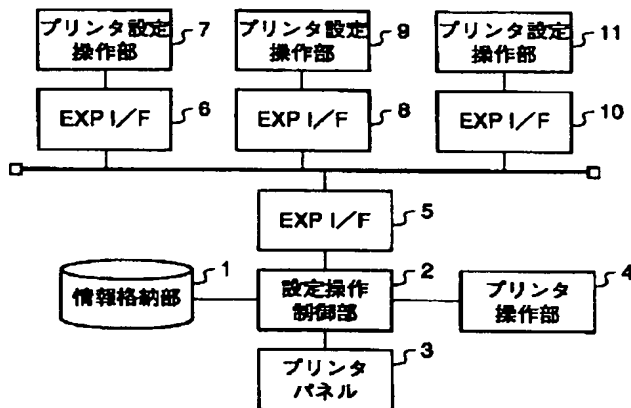 プリンタ設定
操作部
7
プリンタ設定
操作部
9
プリンタ設定
操作部
11
EXP I/F
6
EXP I/F
8
EXP I/F
10
EXP I/F
5
情報格納部
1
設定操作
制御部
2
プリンタ
操作部
4
プリンタ
パネル
3